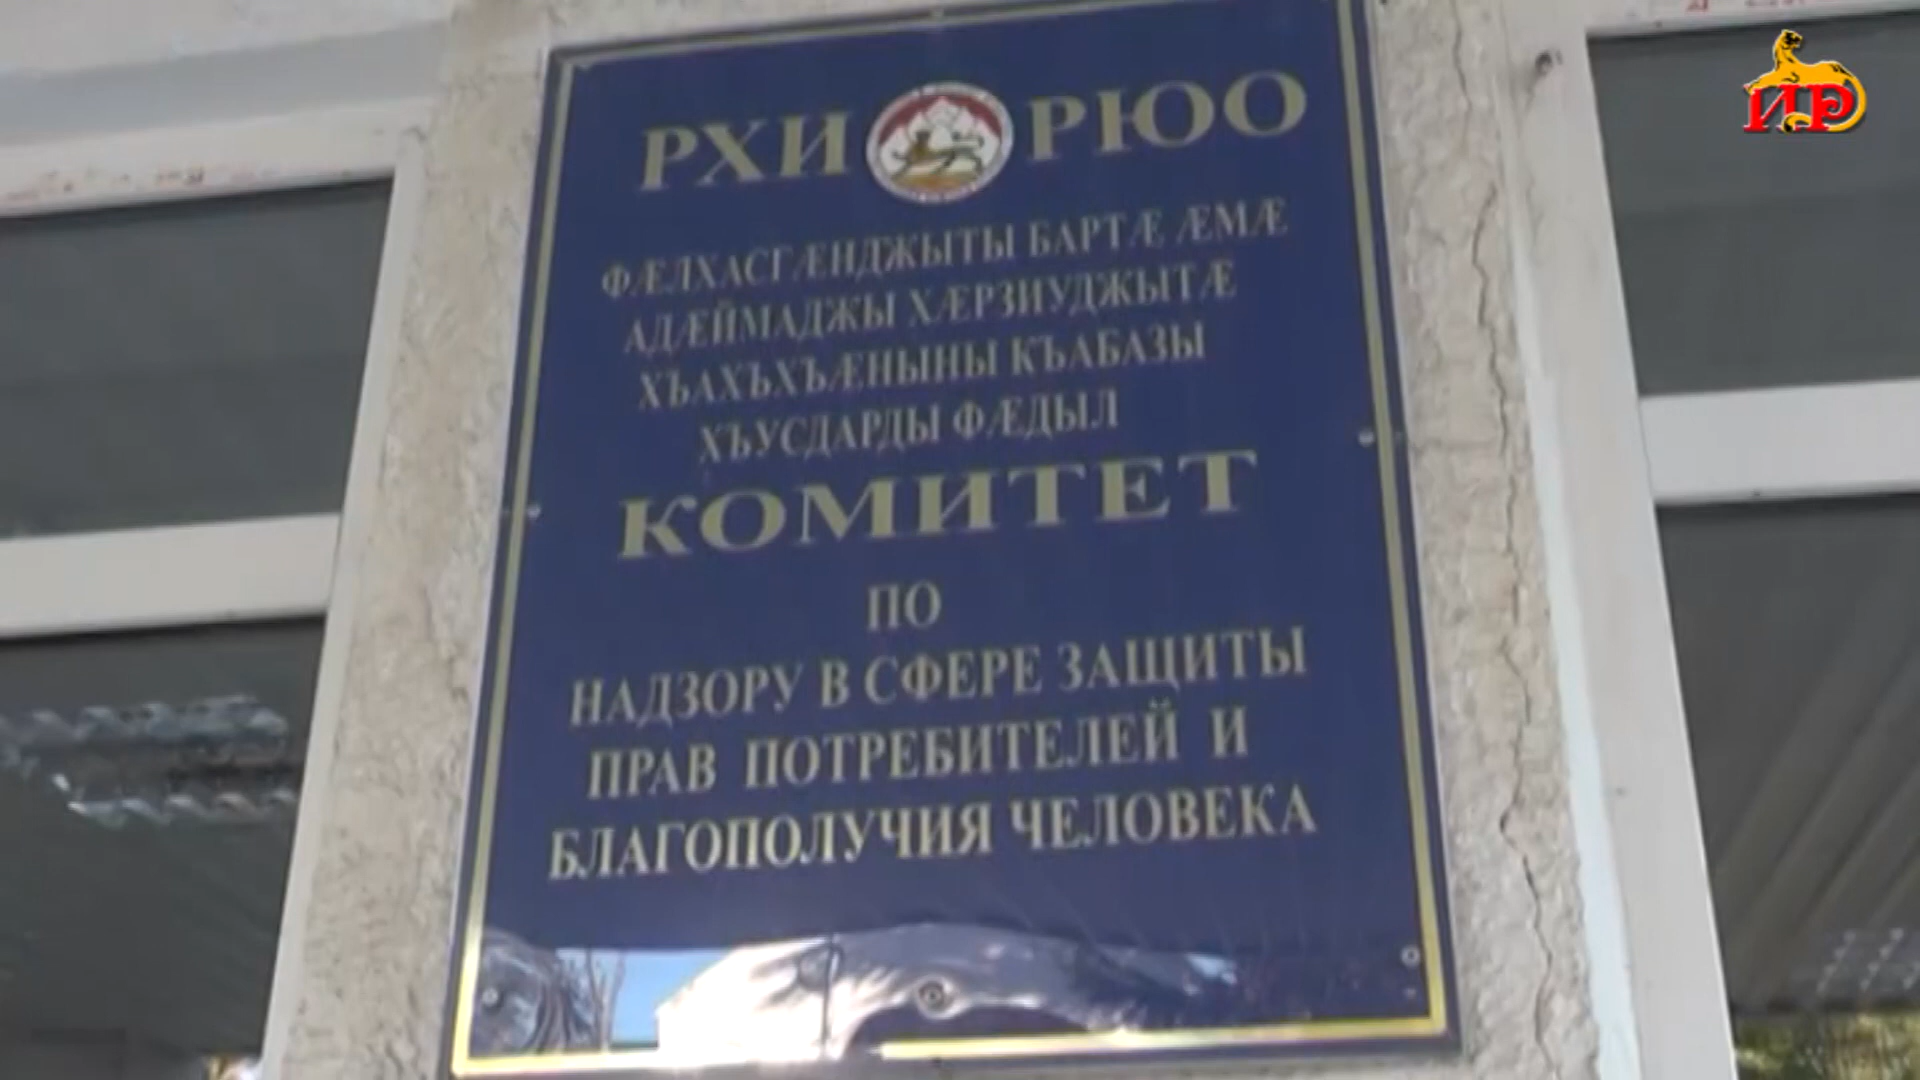 РХИ РЮО
ФÆЛХАСГÆНДЖЫТЫ БАРТÆ ÆМÆ
АДÆЙМАДЖЫ ХÆРЗИУДЖЫТÆ
ХЪАХЪХЪÆНЫНЫ КЪАБАЗЫ
ХЪУСДАРДЫ ФÆДЫЛ
КОМИТЕТ
ПО
НАДЗОРУ В СФЕРЕ ЗАЩИТЫ
ПРАВ ПОТРЕБИТЕЛЕЙ И
БЛАГОПОЛУЧИЯ ЧЕЛОВЕКА
ИР